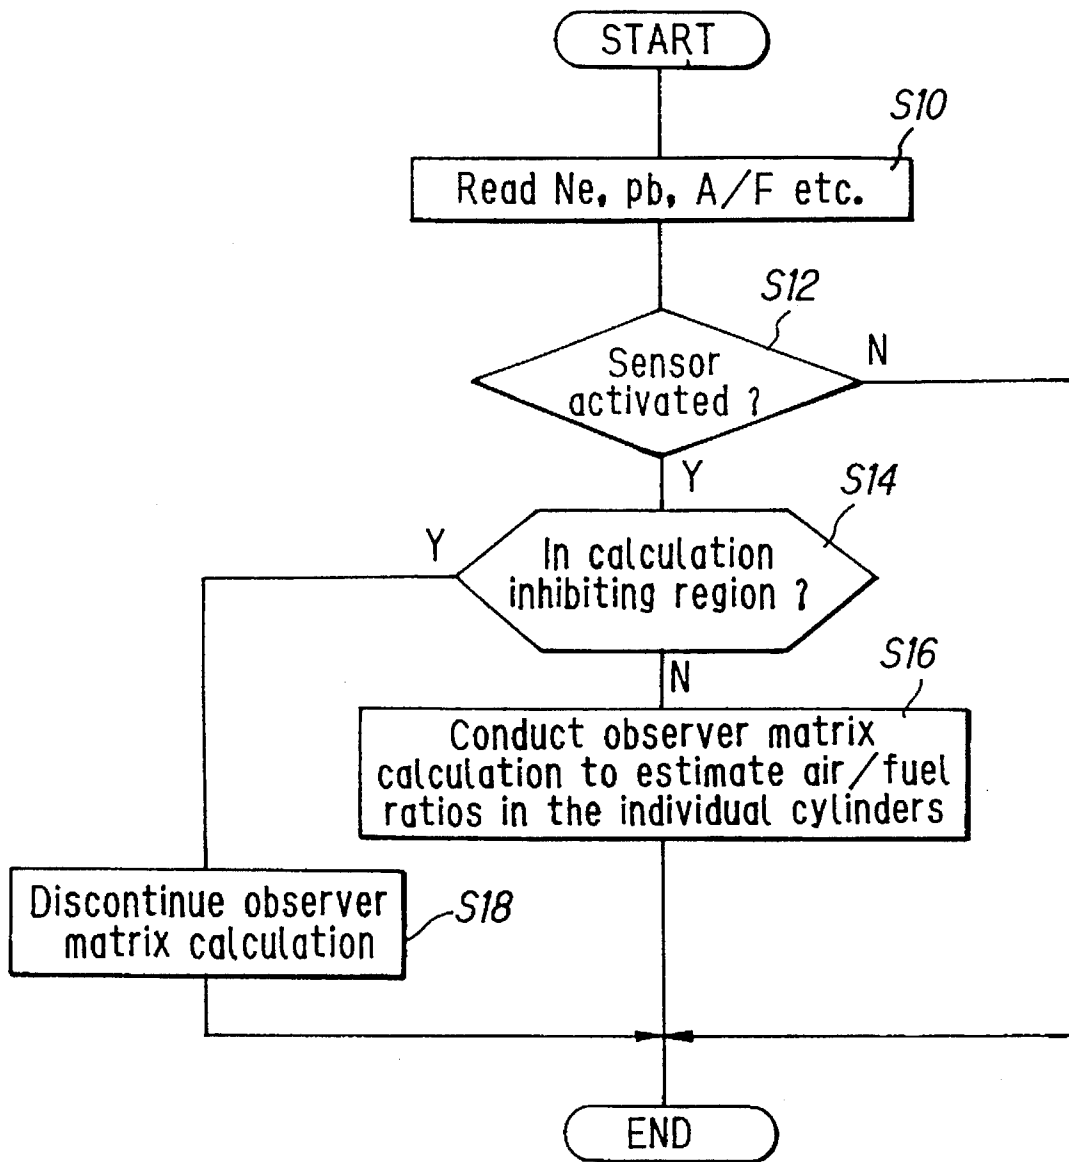 START
S10
Read Ne, pb, A/F etc.
S12
Sensor
activated ?
N
Y
S14
In calculation
inhibiting region ?
Y
N
S16
Conduct observer matrix
calculation to estimate air/fuel
ratios in the individual cylinders
Discontinue observer
matrix calculation
S18
END